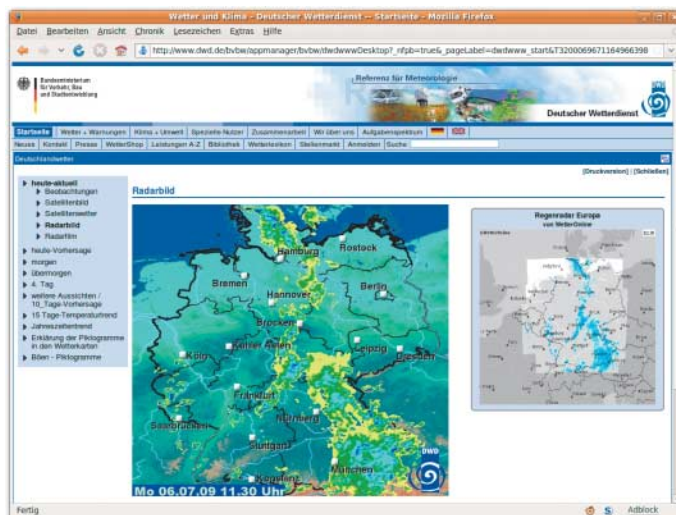 Wetter und Klima - Deutscher Wetterdienst -- Startseite - Mozilla Firefox
Datei Bearbeiten Ansicht Chronik Lesezeichen Extras Hilfe
http://www.dwd.de/bvbw/appmanager/bvbw/dwdwwwDesktop?_nfpb=true&_pageLabel=dwdwww_start&T3200069671164966398
Bundesministerium
für Verkehr, Bau
und Stadtentwicklung
Referenz für Meteorologie
DWD
Deutscher Wetterdienst
Startseite Wetter + Warnungen Klima + Umwelt Spezielle Nutzer Zusammenarbeit Wir über uns Aufgabenspektrum
Neues Kontakt Presse WetterShop Leistungen A-Z Bibliothek Wetterlexikon Stellenmarkt Anmelden Suche:
Deutschlandwetter
[Druckversion] [Schließen]
heute-aktuell
Beobachtungen
Satellitenbild
Satellitenwetter
Radarbild
Radarfilm
heute-Vorhersage
morgen
übermorgen
4. Tag
weitere Aussichten /
10_Tage-Vorhersage
15 Tage-Temperaturtrend
Jahreszeitentrend
Erklärung der Piktogramme
in den Wetterkarten
Böen - Piktogramme
Radarbild
Hamburg
Rostock
Bremen
Berlin
Hannover
Brocken
Köln
Kahler Asten
Leipzig
Dresden
Frankfurt
Saarbrücken
Nürnberg
Stuttgart
München
Konstanz
DWD
Mo 06.07.09 11.30 Uhr
Regenradar Europa
von WetterOnline
Fertig
Adblock